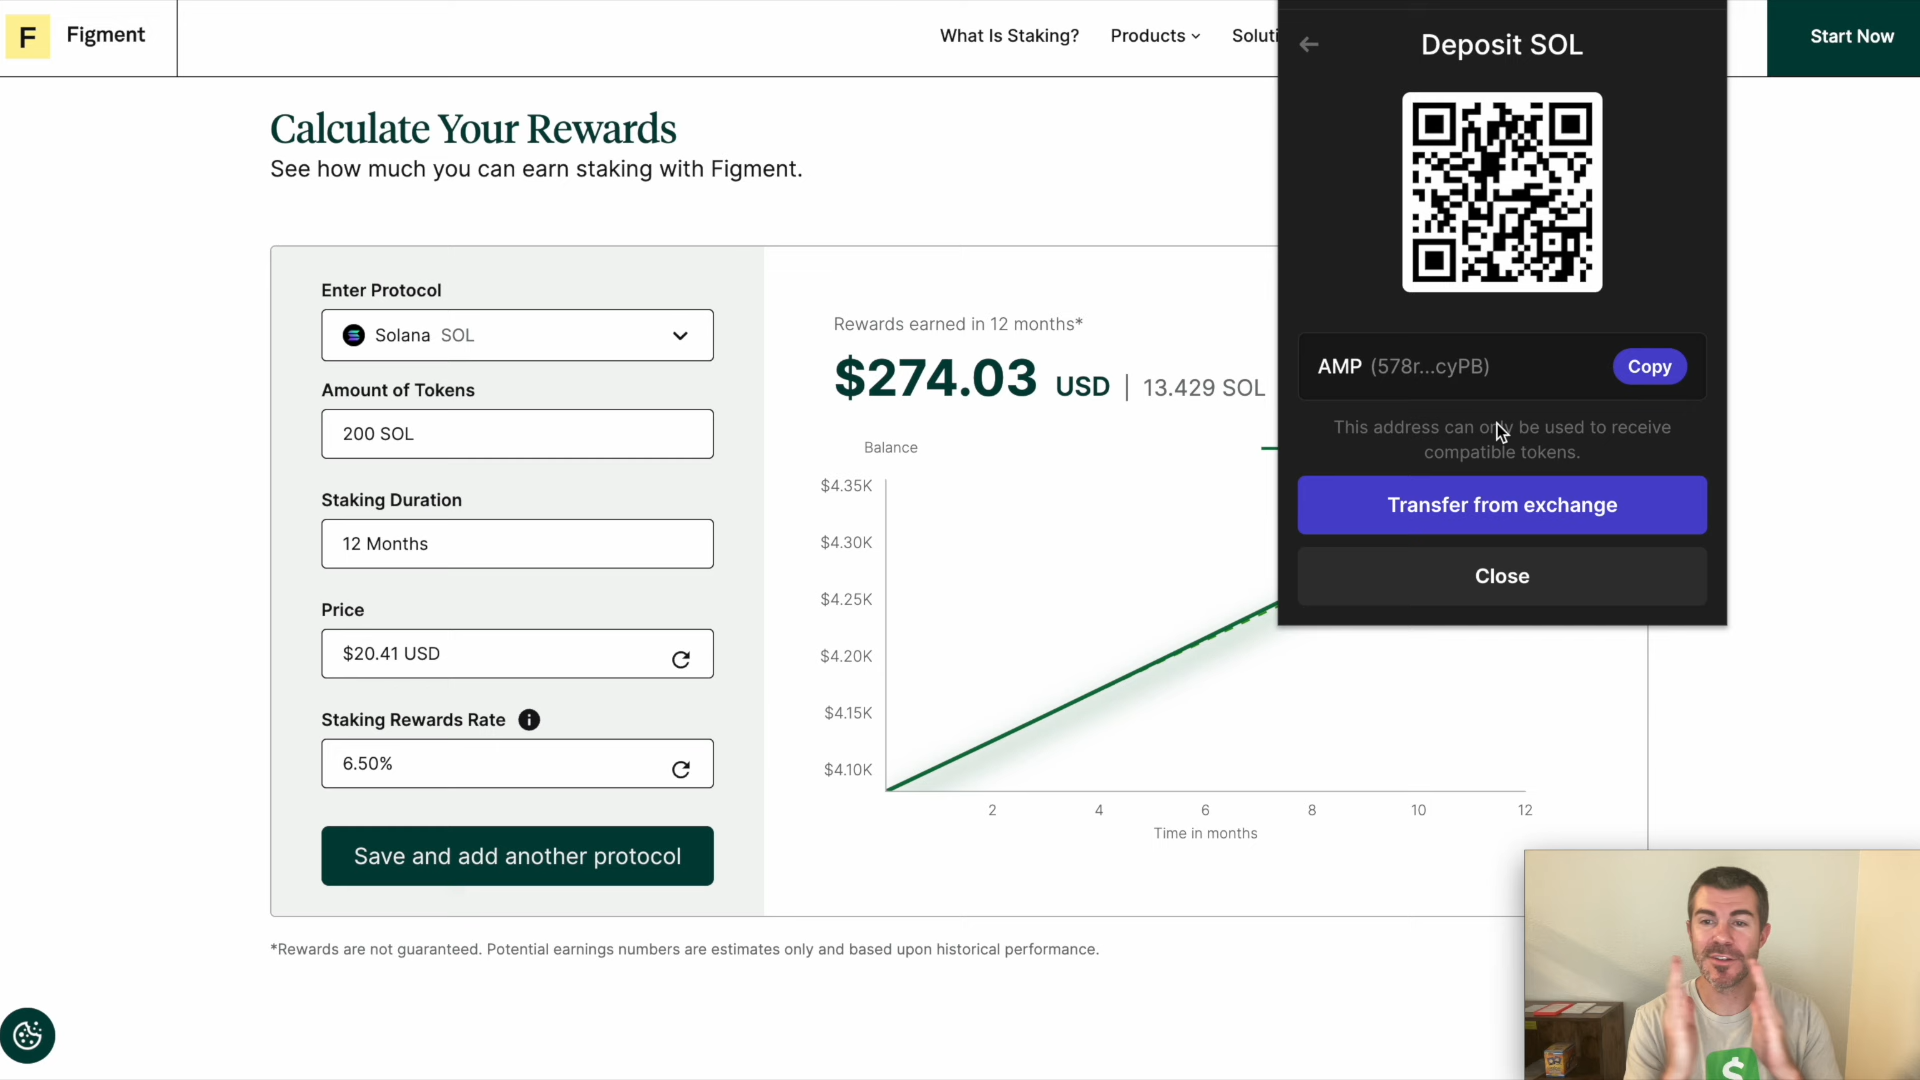 F Figment
What Is Staking? Products Soluti
Start Now
Calculate Your Rewards
See how much you can earn staking with Figment.
Enter Protocol
Solana SOL
Amount of Tokens
200 SOL
Staking Duration
12 Months
Price
$20.41 USD
Staking Rewards Rate i
6.50%
Save and add another protocol
Rewards earned in 12 months*
$274.03 USD | 13.429 SOL
Balance
$4.35K
$4.30K
$4.25K
$4.20K
$4.15K
$4.10K
2 4 6 8 10 12
Time in months
*Rewards are not guaranteed. Potential earnings numbers are estimates only and based upon historical performance.
Deposit SOL
AMP (578r...cyPB) Copy
This address can only be used to receive
compatible tokens.
Transfer from exchange
Close
$